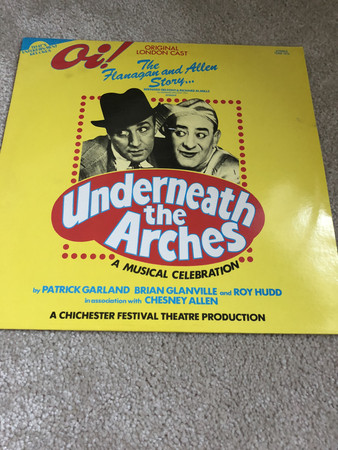 Oi!
ORIGINAL
LONDON CAST
The
Flanagan and Allen
Story...
Underneath
the
Arches
A MUSICAL CELEBRATION
by PATRICK GARLAND BRIAN GLANVILLE and ROY HUDD
in association with CHESNEY ALLEN
A CHICHESTER FESTIVAL THEATRE PRODUCTION